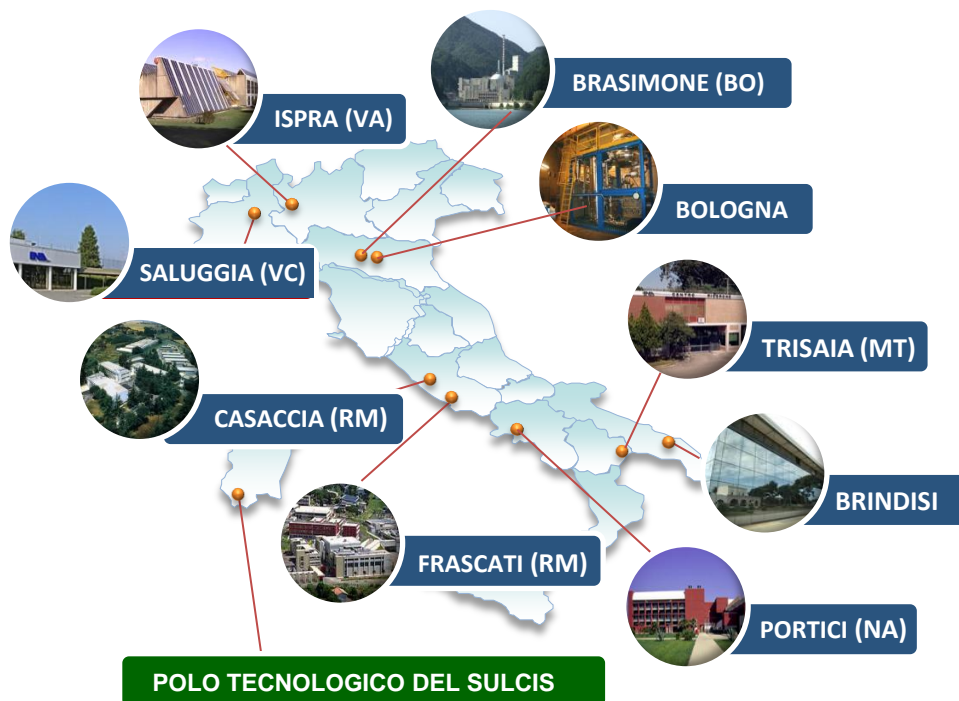 BRASIMONE (BO)
ISPRA (VA)
BOLOGNA
SALUGGIA (VC)
TRISAIA (MT)
CASACCIA (RM)
BRINDISI
FRASCATI (RM)
PORTICI (NA)
POLO TECNOLOGICO DEL SULCIS